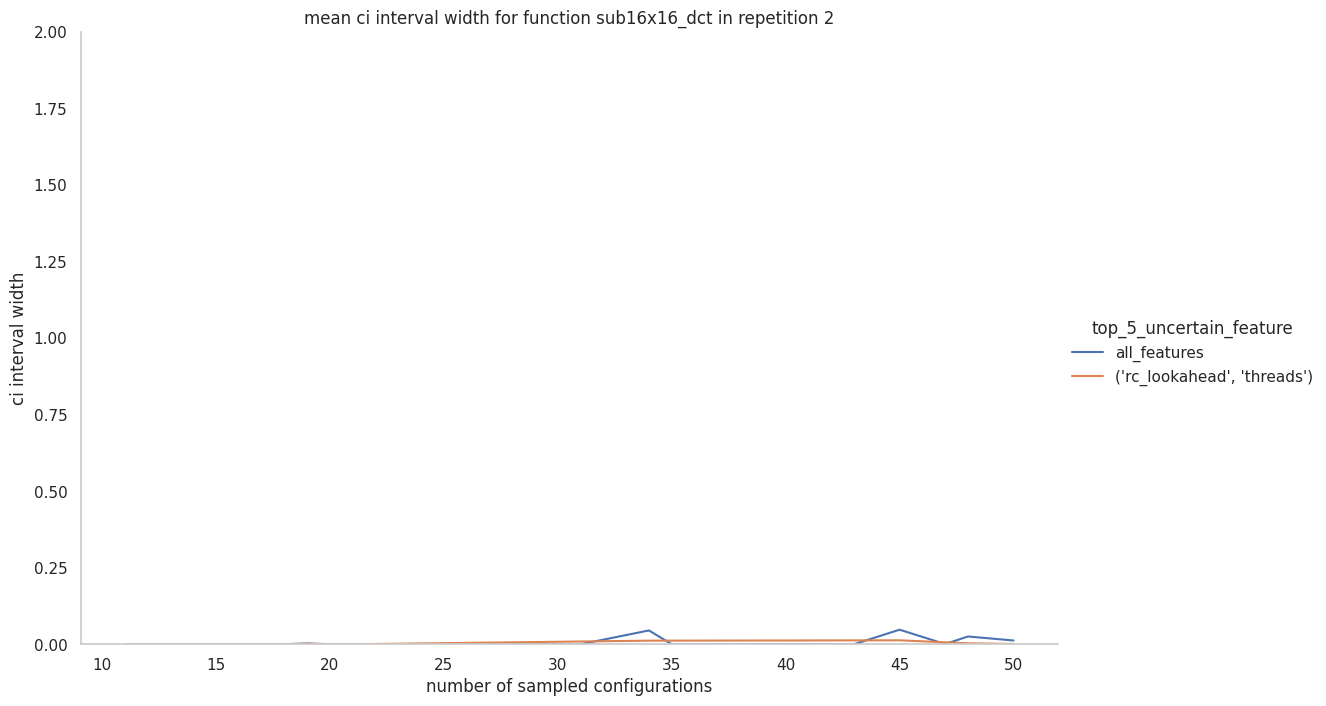 mean ci interval width for function sub16x16_dct in repetition 2
2.00
1.75
1.50
1.25
1.00
0.75
0.50
0.25
0.00
ci interval width
10 15 20 25 30 35 40 45 50
number of sampled configurations
top_5_uncertain_feature
all_features
('rc_lookahead', 'threads')